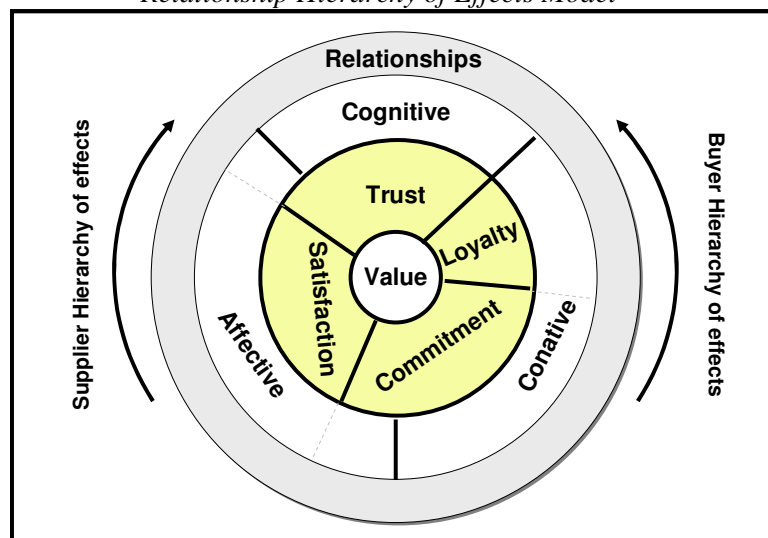 Relationship Hierarchy of Effects Model
Relationships
Cognitive
Trust
Loyalty
Value
Satisfaction
Commitment
Affective
Conative
Supplier Hierarchy of effects
Buyer Hierarchy of effects